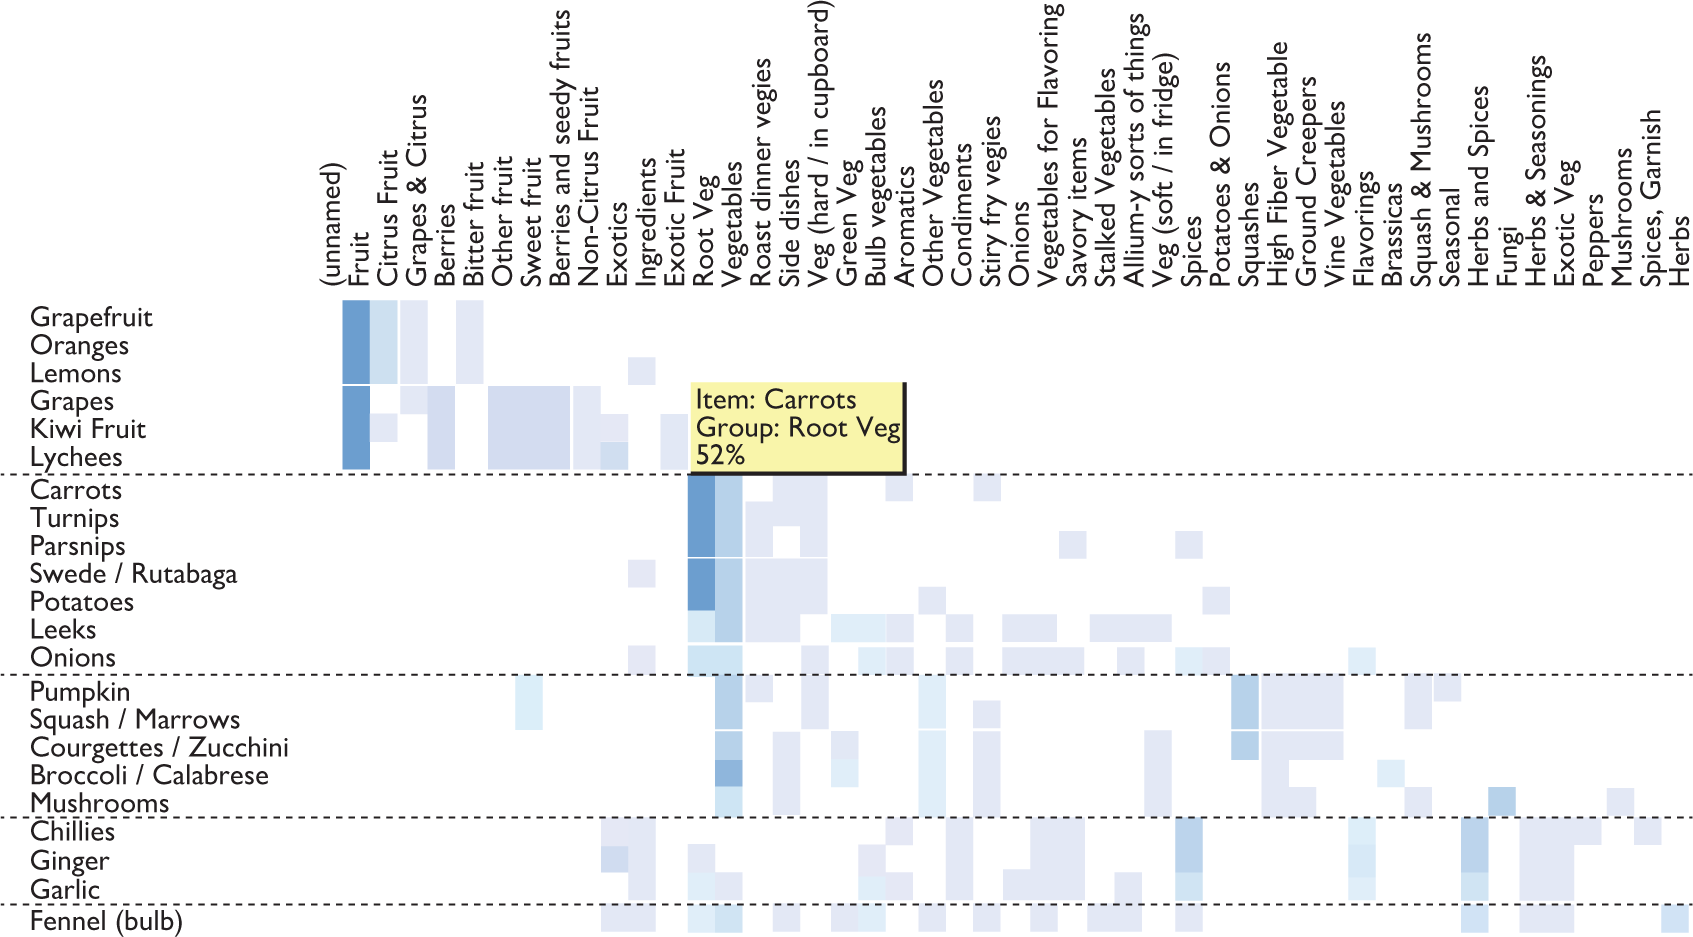 (unnamed)
Fruit
Citrus Fruit
Grapes & Citrus
Berries
Bitter fruit
Other fruit
Sweet fruit
Berries and seedy fruits
Non-Citrus Fruit
Exotics
Ingredients
Exotic Fruit
Root Veg
Vegetables
Roast dinner vegies
Side dishes
Veg (hard / in cupboard)
Green Veg
Bulb vegetables
Aromatics
Other Vegetables
Condiments
Stiry fry vegies
Onions
Vegetables for Flavoring
Savory items
Stalked Vegetables
Allium-y sorts of things
Veg (soft / in fridge)
Spices
Potatoes & Onions
Squashes
High Fiber Vegetable
Ground Creepers
Vine Vegetables
Flavorings
Brassicas
Squash & Mushrooms
Seasonal
Herbs and Spices
Fungi
Herbs & Seasonings
Exotic Veg
Peppers
Mushrooms
Spices, Garnish
Herbs
Grapefruit
Oranges
Lemons
Grapes
Kiwi Fruit
Lychees
Item: Carrots
Group: Root Veg
52%
Carrots
Turnips
Parsnips
Swede / Rutabaga
Potatoes
Leeks
Onions
Pumpkin
Squash / Marrows
Courgettes / Zucchini
Broccoli / Calabrese
Mushrooms
Chillies
Ginger
Garlic
Fennel (bulb)